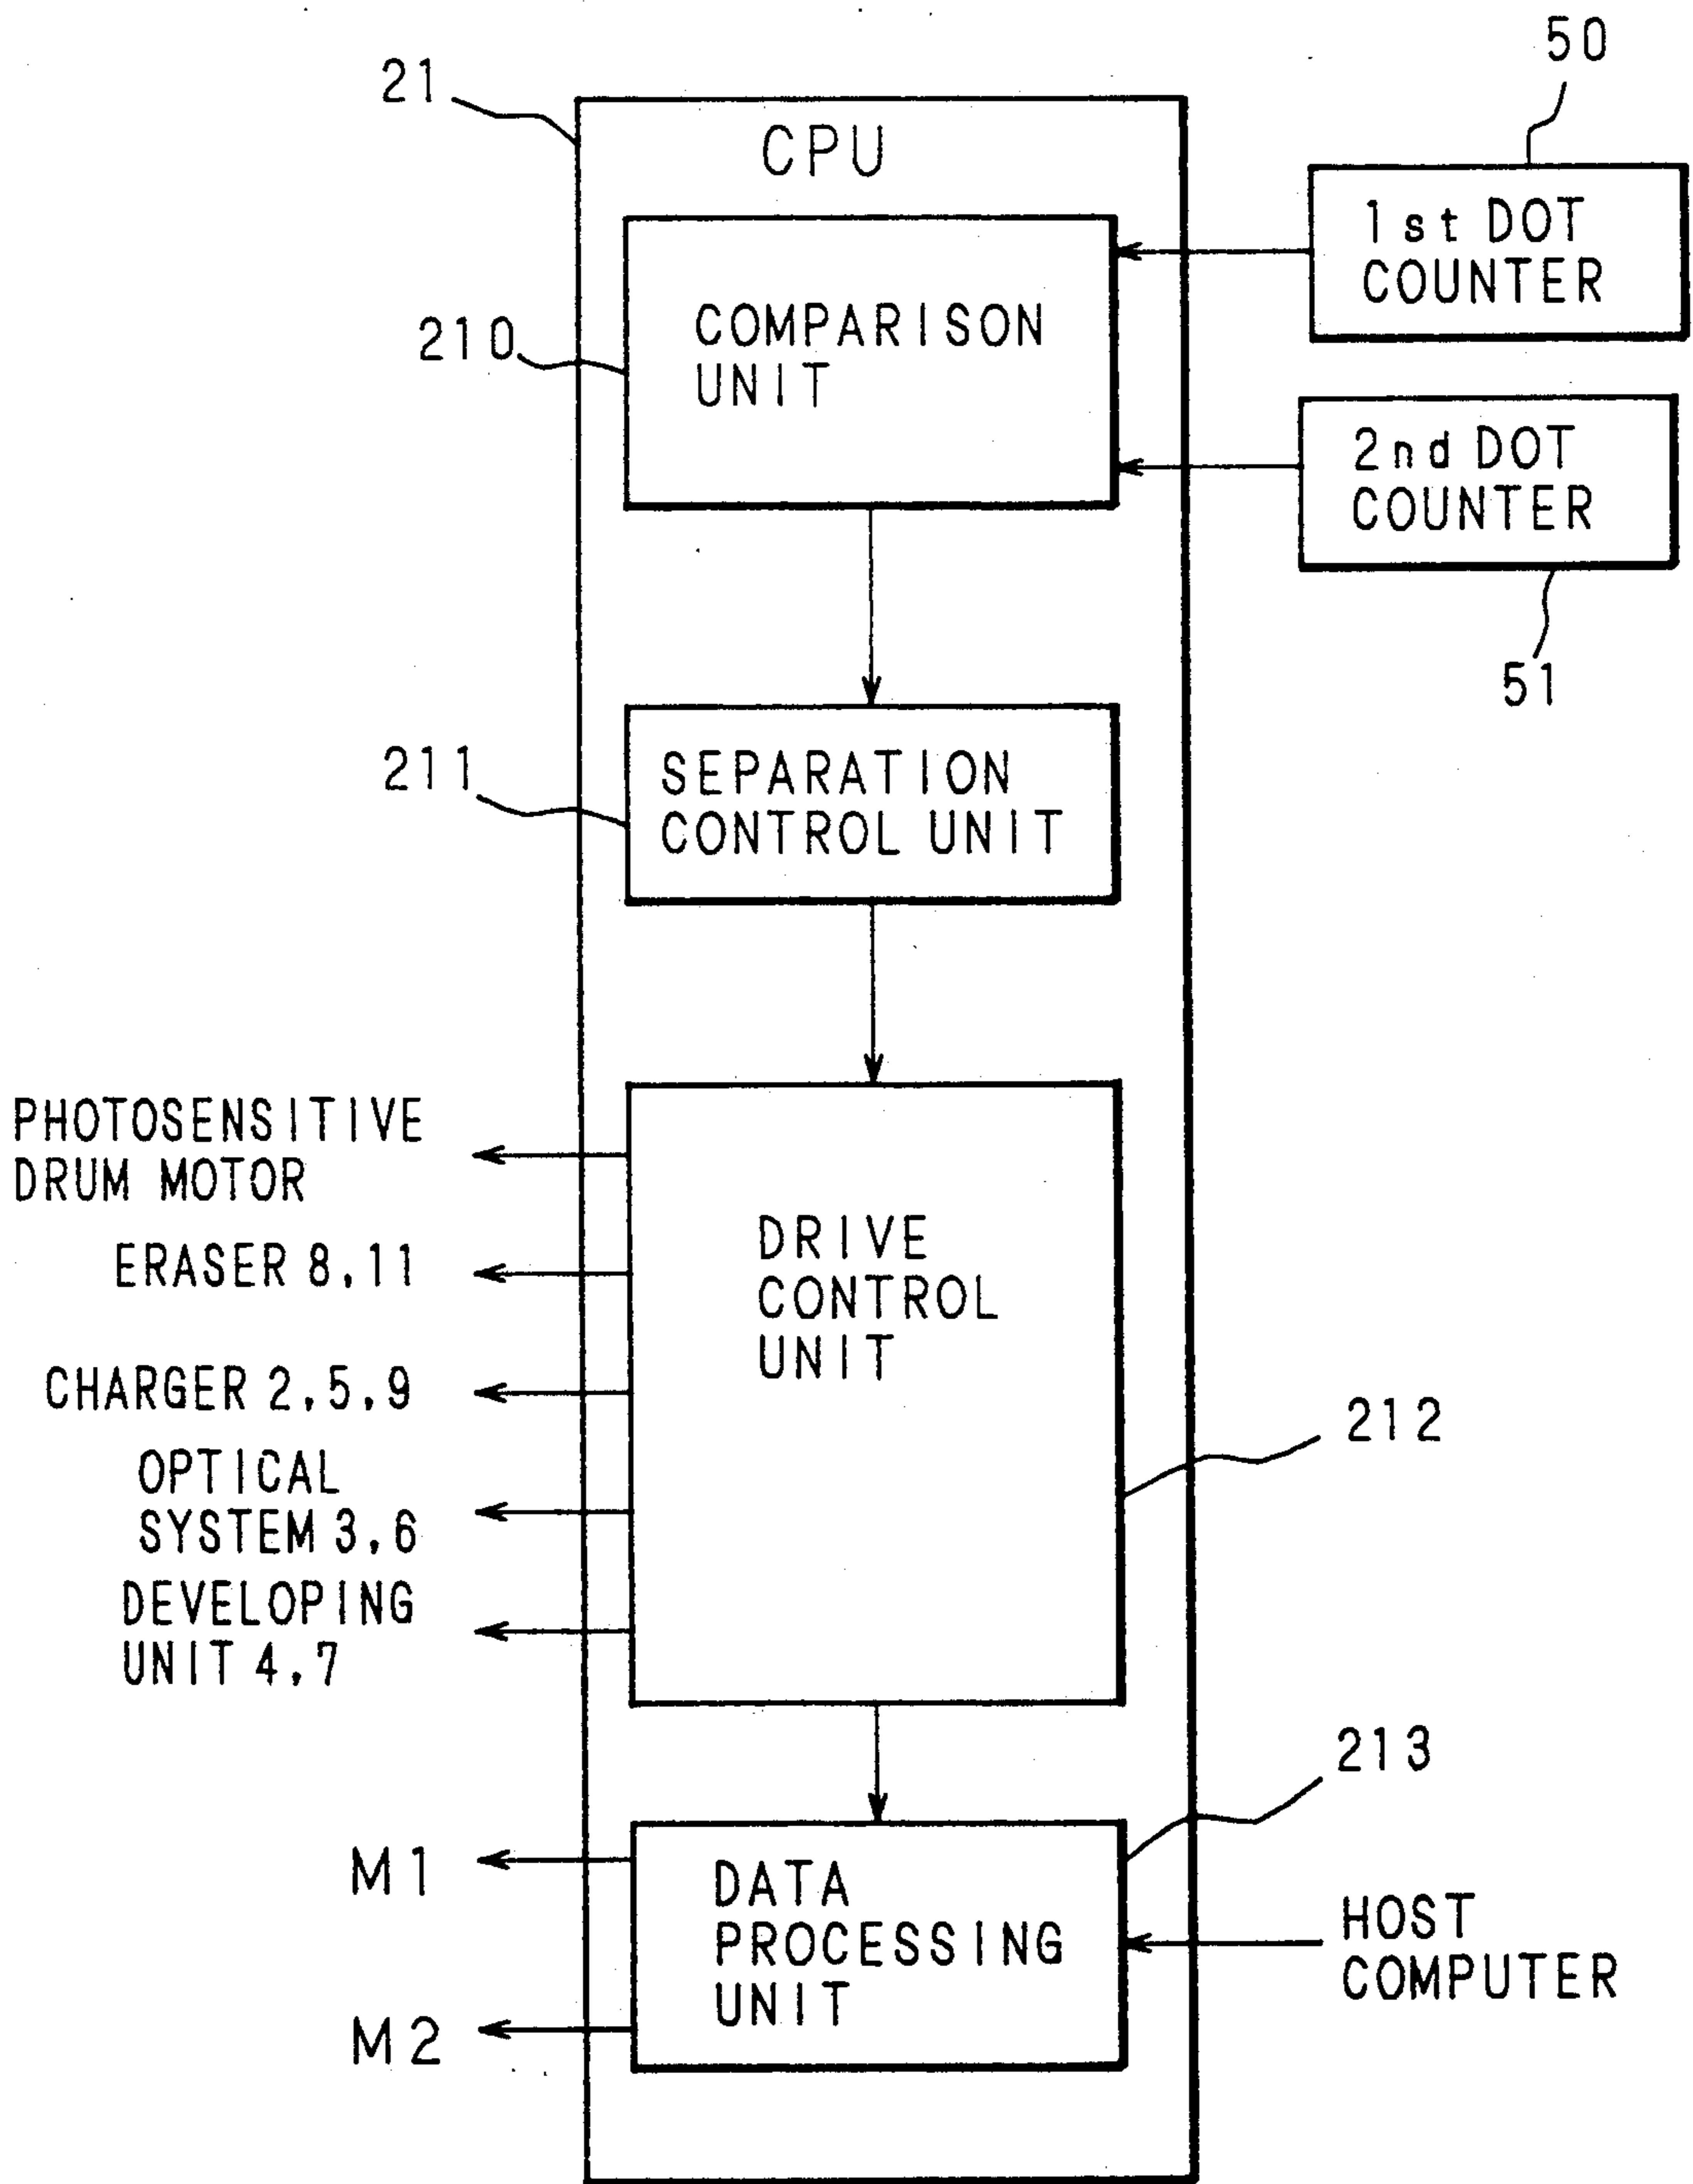 50
21
CPU
1st DOT
COUNTER
210
COMPARISON
UNIT
2nd DOT
COUNTER
51
211
SEPARATION
CONTROL UNIT
PHOTOSENSITIVE
DRUM MOTOR
ERASER 8,11
CHARGER 2,5,9
OPTICAL
SYSTEM 3,6
DEVELOPING
UNIT 4,7
DRIVE
CONTROL
UNIT
212
213
M1
M2
DATA
PROCESSING
UNIT
HOST
COMPUTER